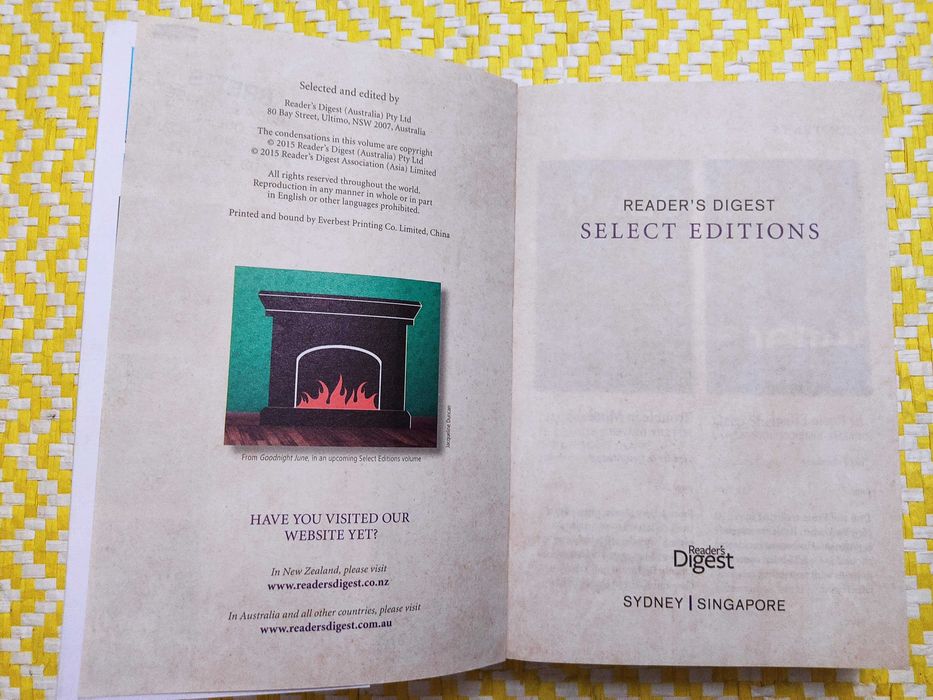 Selected and edited by
Reader's Digest (Australia) Pty Ltd
80 Bay Street, Ultimo, NSW 2007, Australia
The condensations in this volume are copyright
© 2015 Reader's Digest (Australia) Pty Ltd
© 2015 Reader's Digest Association (Asia) Limited
All rights reserved throughout the world.
Reproduction in any manner in whole or in part
in English or other languages prohibited.
Printed and bound by Everbest Printing Co. Limited, China
Jacqueline Duncan
From Goodnight June, in an upcoming Select Editions volume
HAVE YOU VISITED OUR
WEBSITE YET?
In New Zealand, please visit
www.readersdigest.co.nz
In Australia and all other countries, please visit
www.readersdigest.com.au
READER'S DIGEST
SELECT EDITIONS
Reader's
Digest
SYDNEY | SINGAPORE